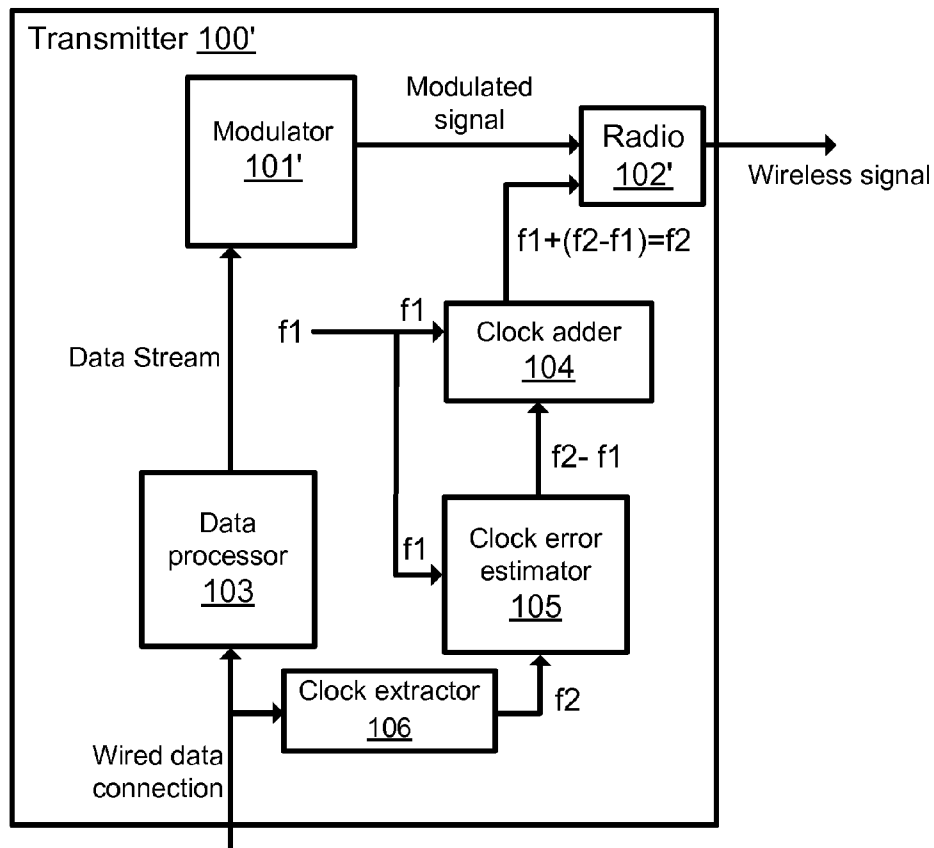 Transmitter 100'
Modulator
101'
Modulated
signal
Radio
102'
Wireless signal
f1+(f2-f1)=f2
f1
f1
Clock adder
104
Data Stream
f2- f1
Data
processor
103
f1
Clock error
estimator
105
Clock extractor
106
f2
Wired data
connection